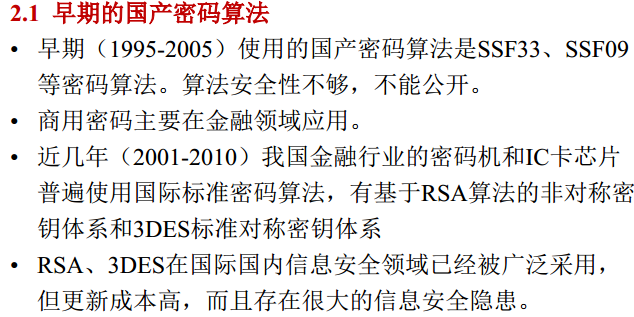 2.1 早期的国产密码算法
• 早期（1995-2005）使用的国产密码算法是SSF33、SSF09
等密码算法。算法安全性不够，不能公开。
• 商用密码主要在金融领域应用。
• 近几年（2001-2010）我国金融行业的密码机和IC卡芯片
普遍使用国际标准密码算法，有基于RSA算法的非对称密
钥体系和3DES标准对称密钥体系
• RSA、3DES在国际国内信息安全领域已经被广泛采用，
但更新成本高，而且存在很大的信息安全隐患。